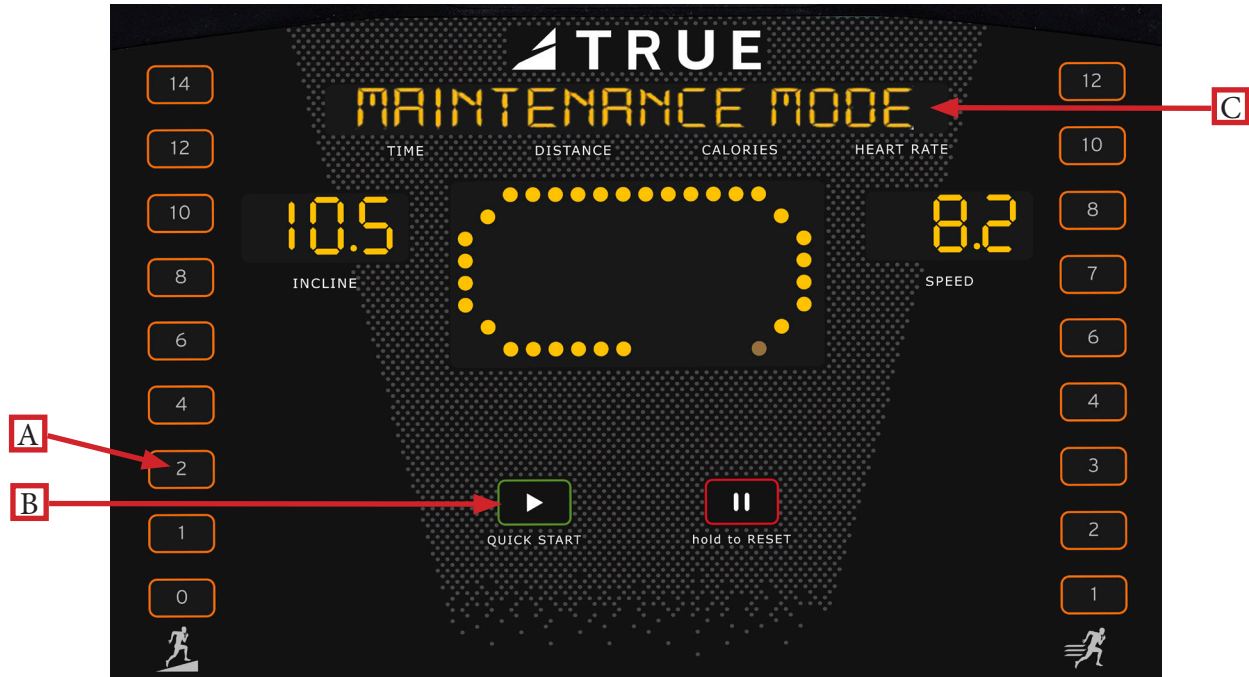 TRUE
MAINTENANCE MODE
TIME DISTANCE CALORIES HEART RATE
10.5
INCLINE
8.2
SPEED
14
12
10
8
6
4
2
1
0
12
10
8
7
6
4
3
2
1
QUICK START
hold to RESET
A
B
C